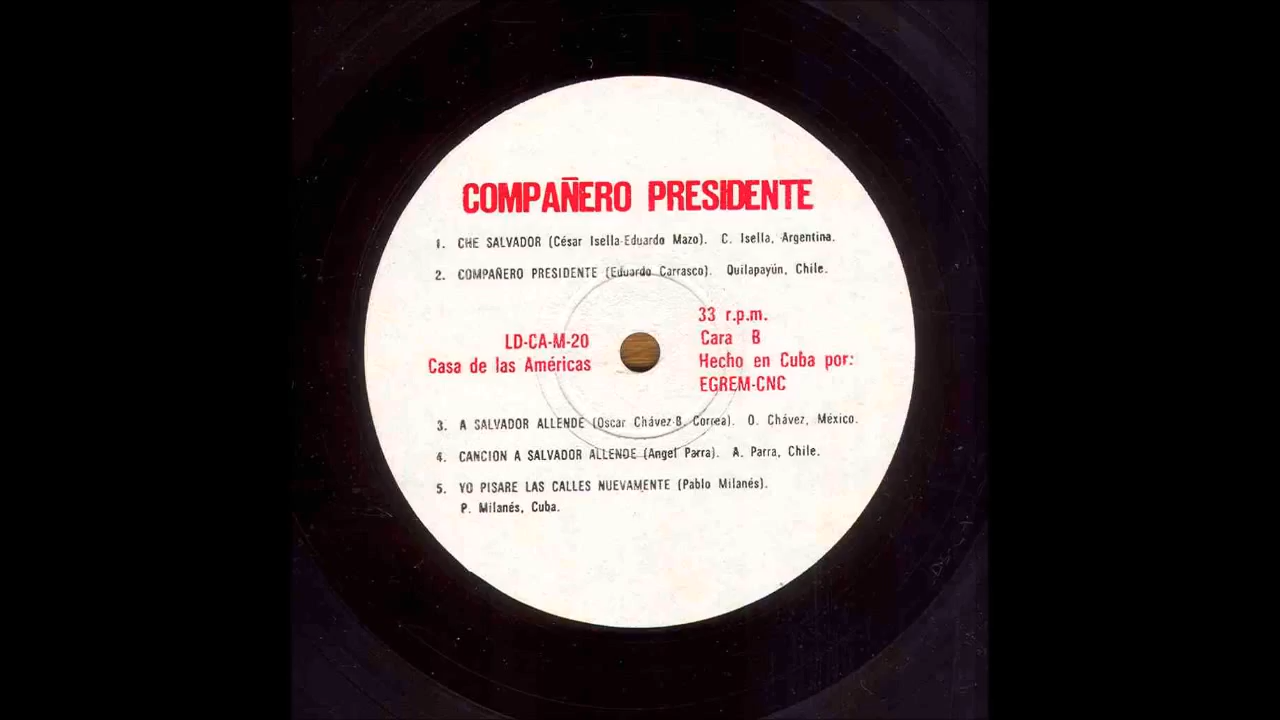 COMPAÑERO PRESIDENTE
1. CHE SALVADOR (César Isella-Eduardo Mazo). C. Isella, Argentina.
2. COMPAÑERO PRESIDENTE (Eduardo Carrasco). Quilapayún, Chile.
33 r.p.m.
LD-CA-M-20
Cara B
Casa de las Américas
Hecho en Cuba por:
EGREM-CNC
3. A SALVADOR ALLENDE (Oscar Chávez-B. Correa). O. Chávez, México.
4. CANCION A SALVADOR ALLENDE (Angel Parra). A. Parra, Chile.
5. YO PISARE LAS CALLES NUEVAMENTE (Pablo Milanés).
P. Milanés, Cuba.